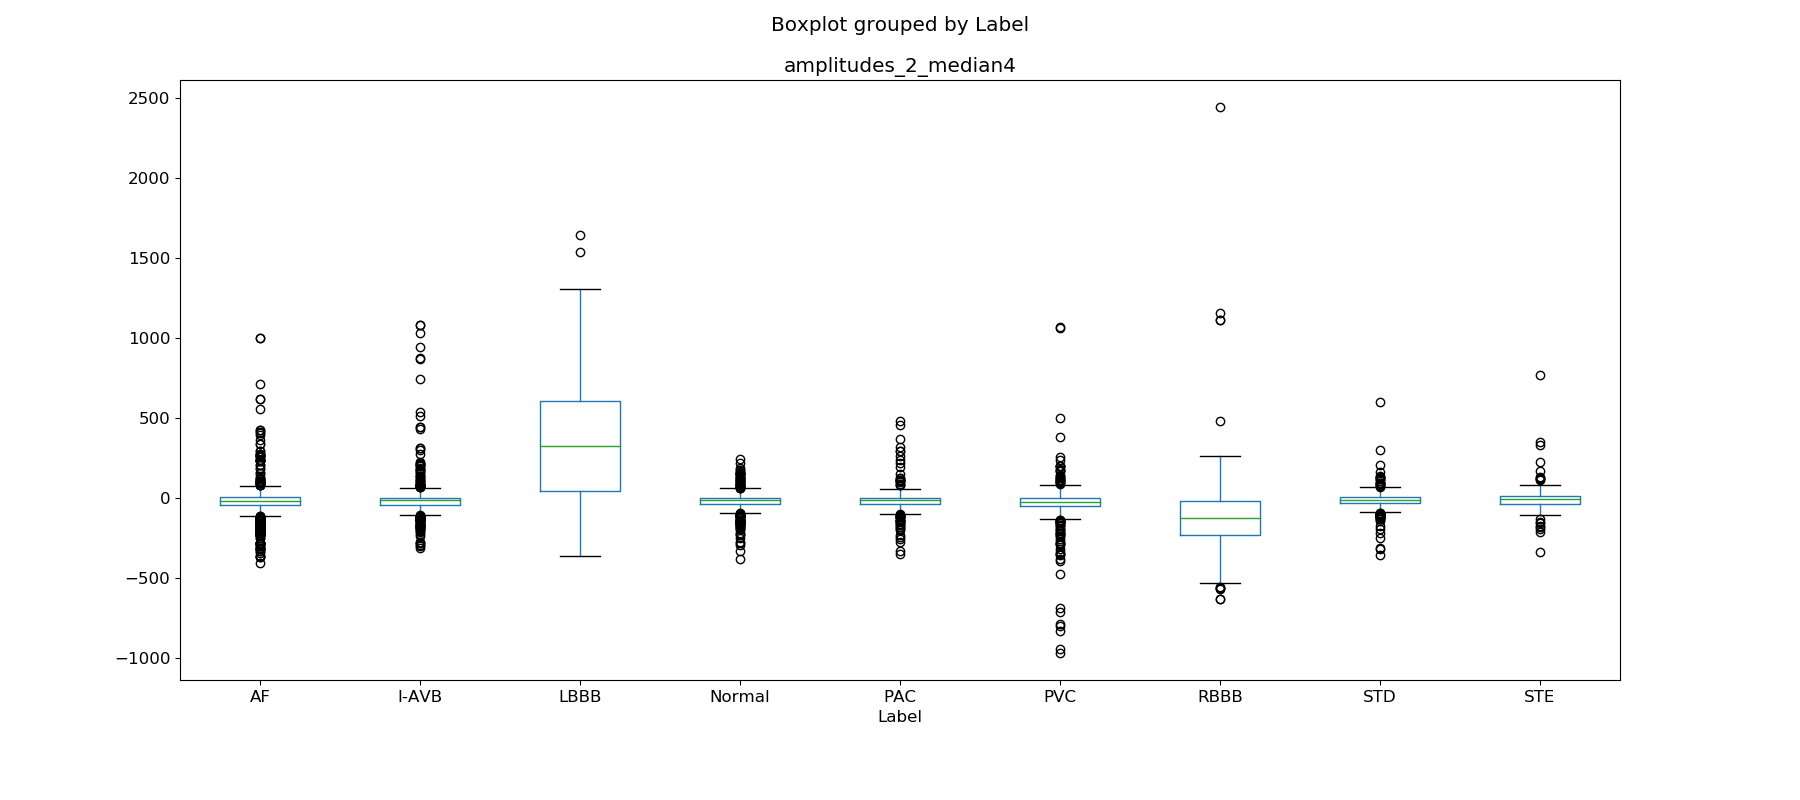 Boxplot grouped by Label
amplitudes_2_median4
2500
2000
1500
1000
500
0
−500
−1000
AF I-AVB LBBB Normal PAC PVC RBBB STD STE
Label